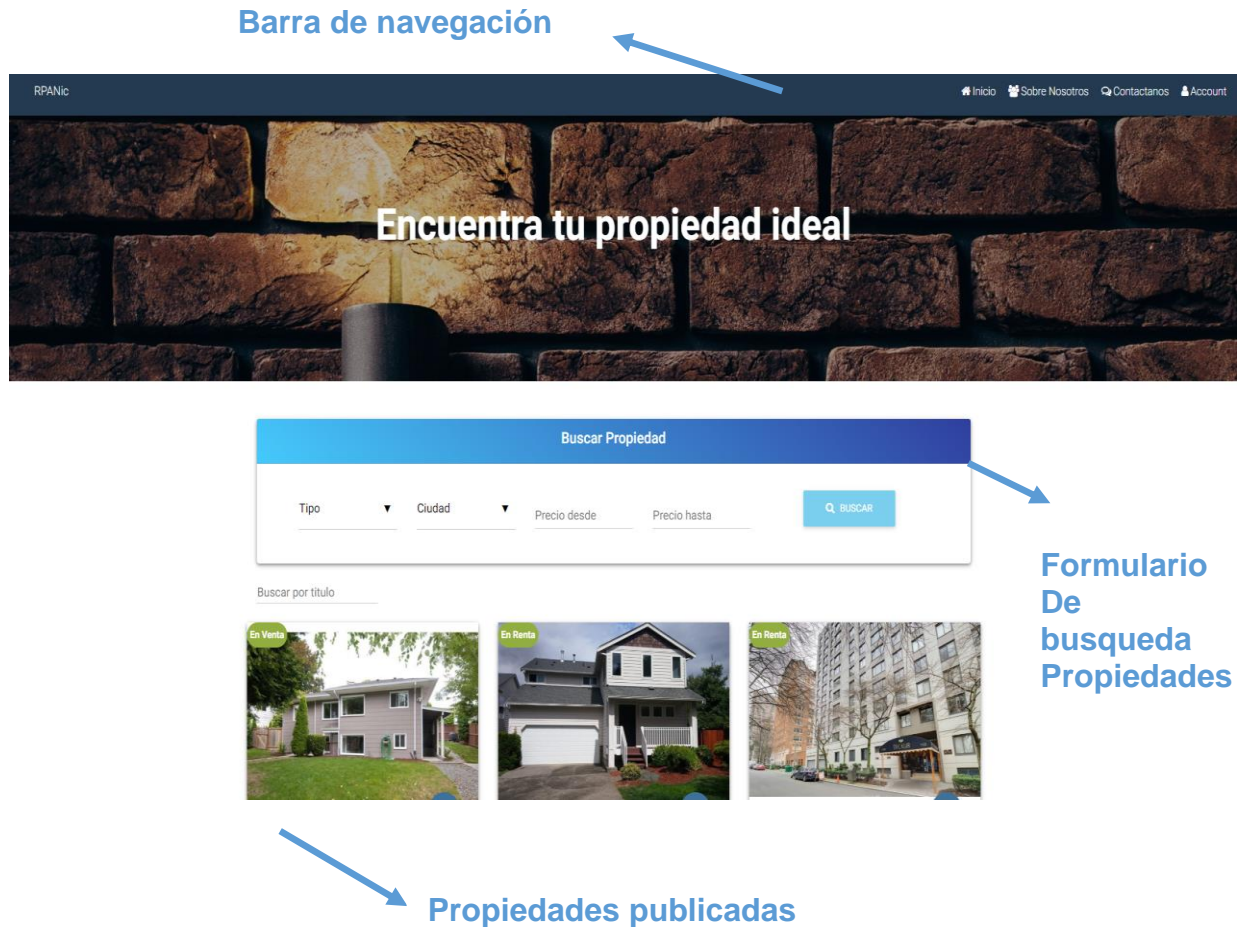 Barra de navegación
RPANic
Inicio Sobre Nosotros Contactanos Account
Encuentra tu propiedad ideal
Buscar Propiedad
Tipo Ciudad Precio desde Precio hasta BUSCAR
Formulario
De
busqueda
Propiedades
Buscar por titulo
En Venta En Renta En Renta
Propiedades publicadas